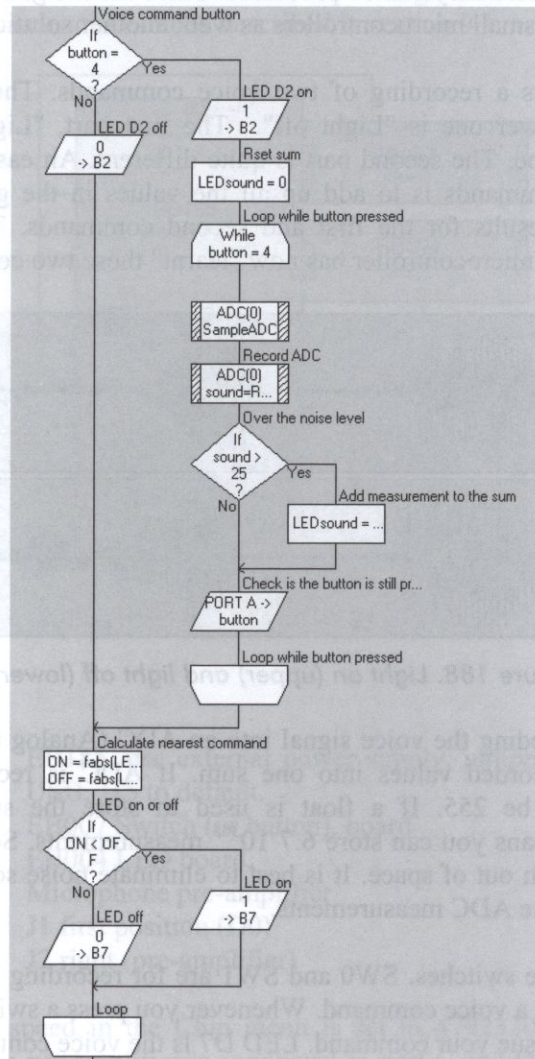 Voice command button
If
button =
4
?
Yes
No
LED D2 on
1
-> B2
LED D2 off
0
-> B2
Rset sum
LEDsound = 0
Loop while button pressed
While
button = 4
ADC(0)
SampleADC
Record ADC
ADC(0)
sound=R...
Over the noise level
If
sound >
25
?
Yes
No
Add measurement to the sum
LEDsound = ...
Check is the button is still pr...
PORT A ->
button
Loop while button pressed
Calculate nearest command
ON = fabs(LE...
OFF = fabs(L...
LED on or off
If
ON < OF
F
?
Yes
No
LED on
1
-> B7
LED off
0
-> B7
Loop